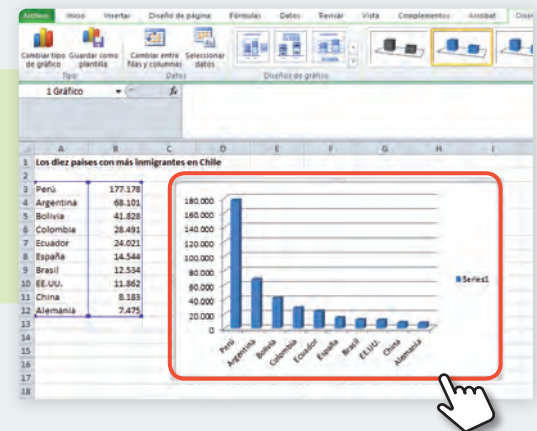 Archivo Inicio Insertar Diseño de página Fórmulas Datos Revisar Vista Complementos Acrobat
Cambiar tipo de gráfico Guardar como plantilla Cambiar entre filas y columnas Seleccionar datos
Tipo Datos Diseños de gráfico
1 Gráfico fx
A B C D E F G H I
1 Los diez países con más inmigrantes en Chile
2
3 Perú 177.178
4 Argentina 68.101
5 Bolivia 41.828
6 Colombia 28.491
7 Ecuador 24.021
8 España 14.544
9 Brasil 12.534
10 EE.UU. 11.862
11 China 8.183
12 Alemania 7.475
13
14
15
16
17
18
180.000
160.000
140.000
120.000
100.000
80.000
60.000
40.000
20.000
0
Perú Argentina Bolivia Colombia Ecuador España Brasil EE.UU. China Alemania
Series1